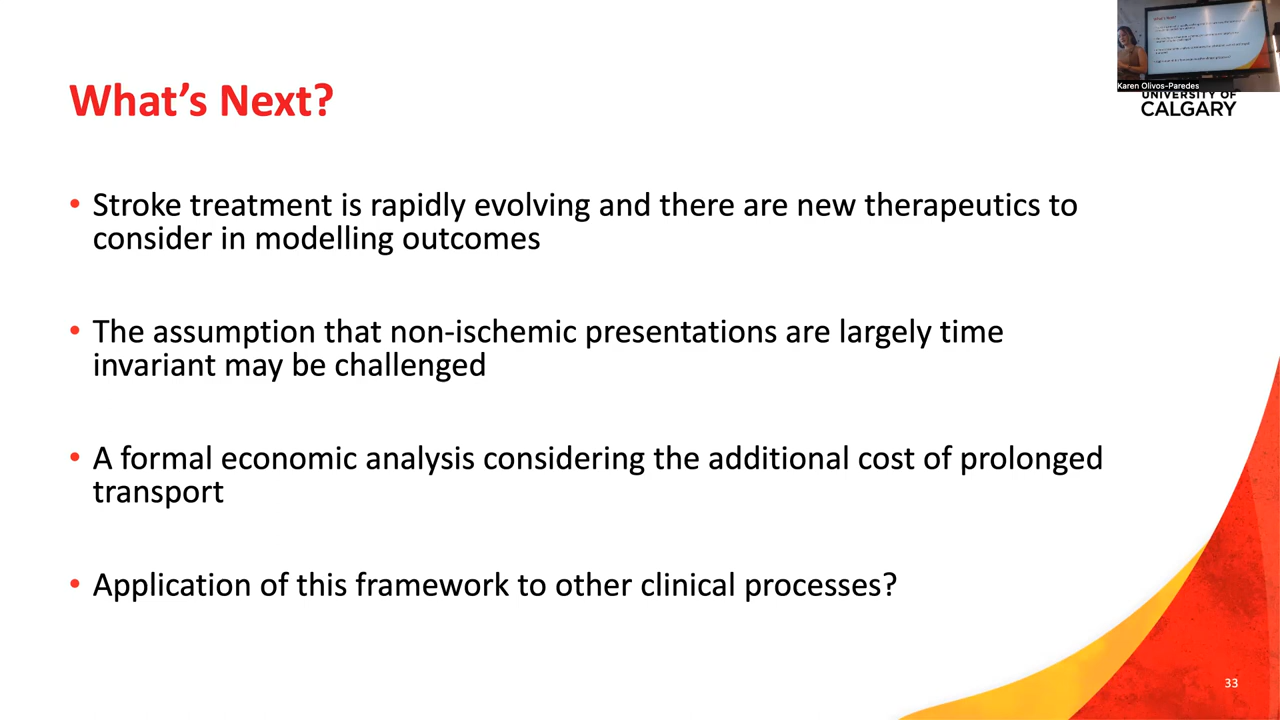 What's Next?
Karen Olivos-Paredes
UNIVERSITY OF
CALGARY
• Stroke treatment is rapidly evolving and there are new therapeutics to
consider in modelling outcomes
• The assumption that non-ischemic presentations are largely time
invariant may be challenged
• A formal economic analysis considering the additional cost of prolonged
transport
• Application of this framework to other clinical processes?
33